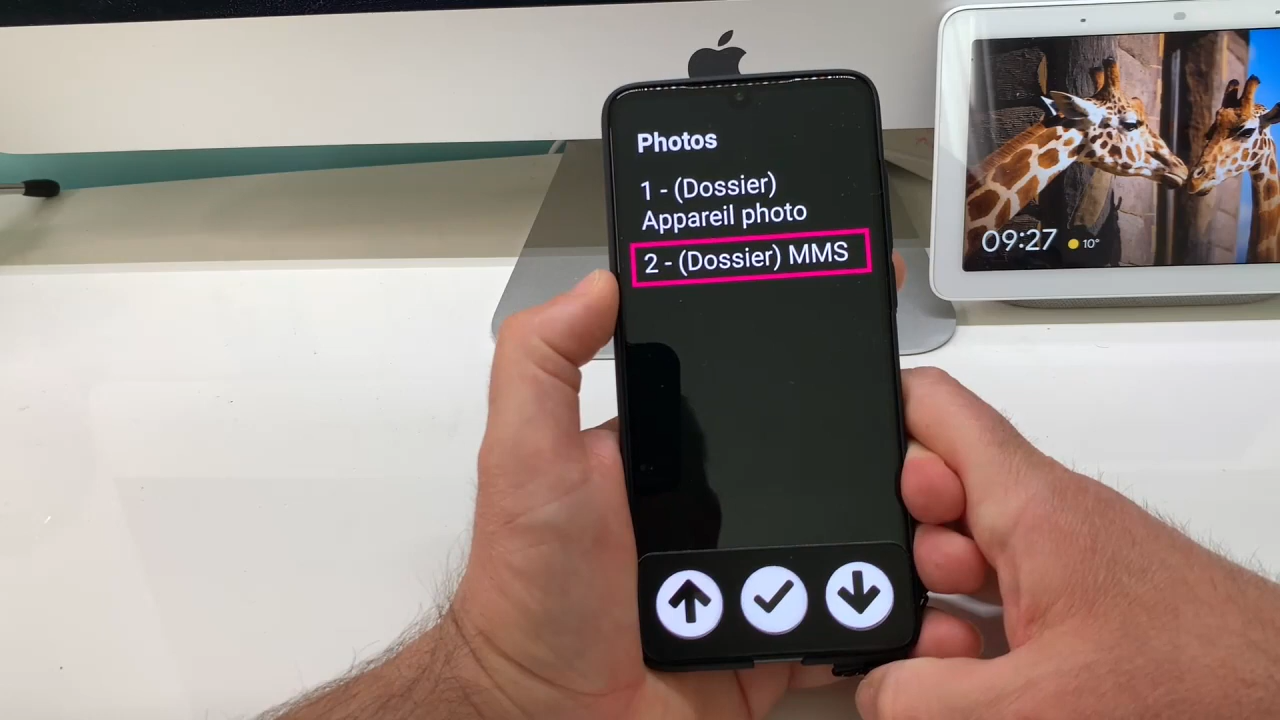 Photos
1 - (Dossier)
Appareil photo
2 - (Dossier) MMS
09:27
10°